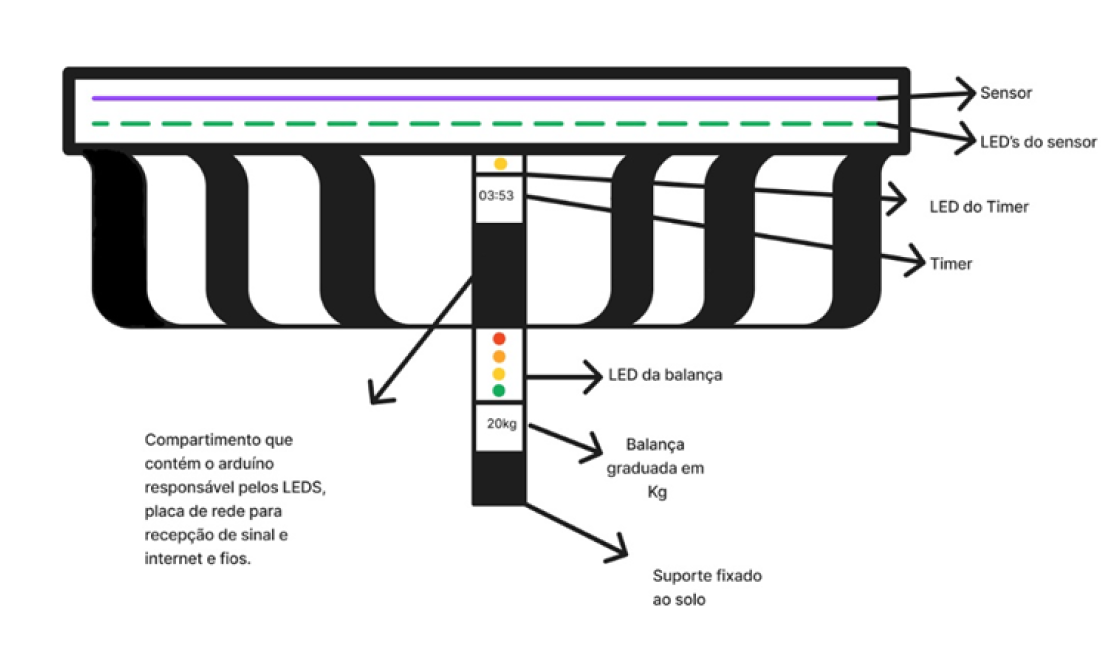 Sensor
LED's do sensor
03:53
LED do Timer
Timer
LED da balança
20kg
Balança
graduada em
Kg
Compartimento que
contém o arduíno
responsável pelos LEDS,
placa de rede para
recepção de sinal e
internet e fios.
Suporte fixado
ao solo